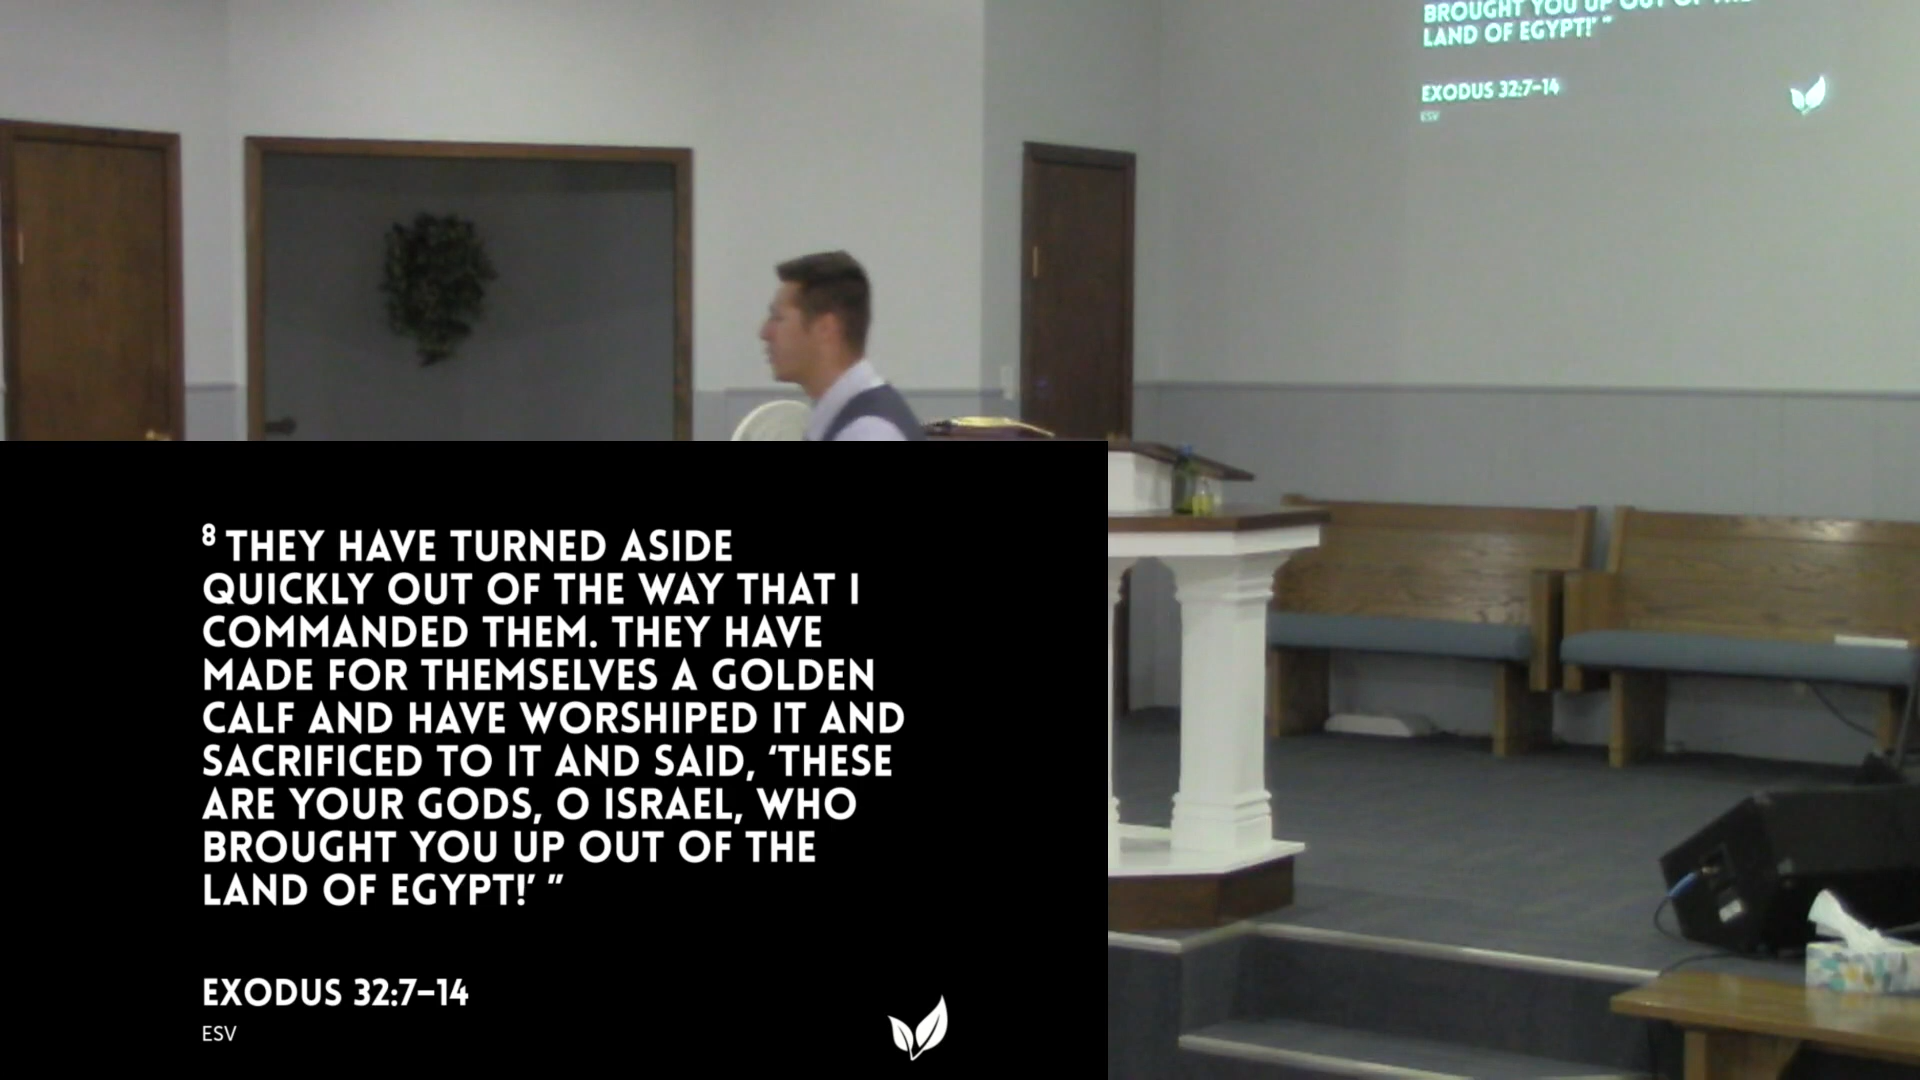 BROUGHT YOU UP OUT OF THE
LAND OF EGYPT!’ ”
EXODUS 32:7–14
ESV
8 THEY HAVE TURNED ASIDE
QUICKLY OUT OF THE WAY THAT I
COMMANDED THEM. THEY HAVE
MADE FOR THEMSELVES A GOLDEN
CALF AND HAVE WORSHIPED IT AND
SACRIFICED TO IT AND SAID, ‘THESE
ARE YOUR GODS, O ISRAEL, WHO
BROUGHT YOU UP OUT OF THE
LAND OF EGYPT!’ ”
EXODUS 32:7–14
ESV